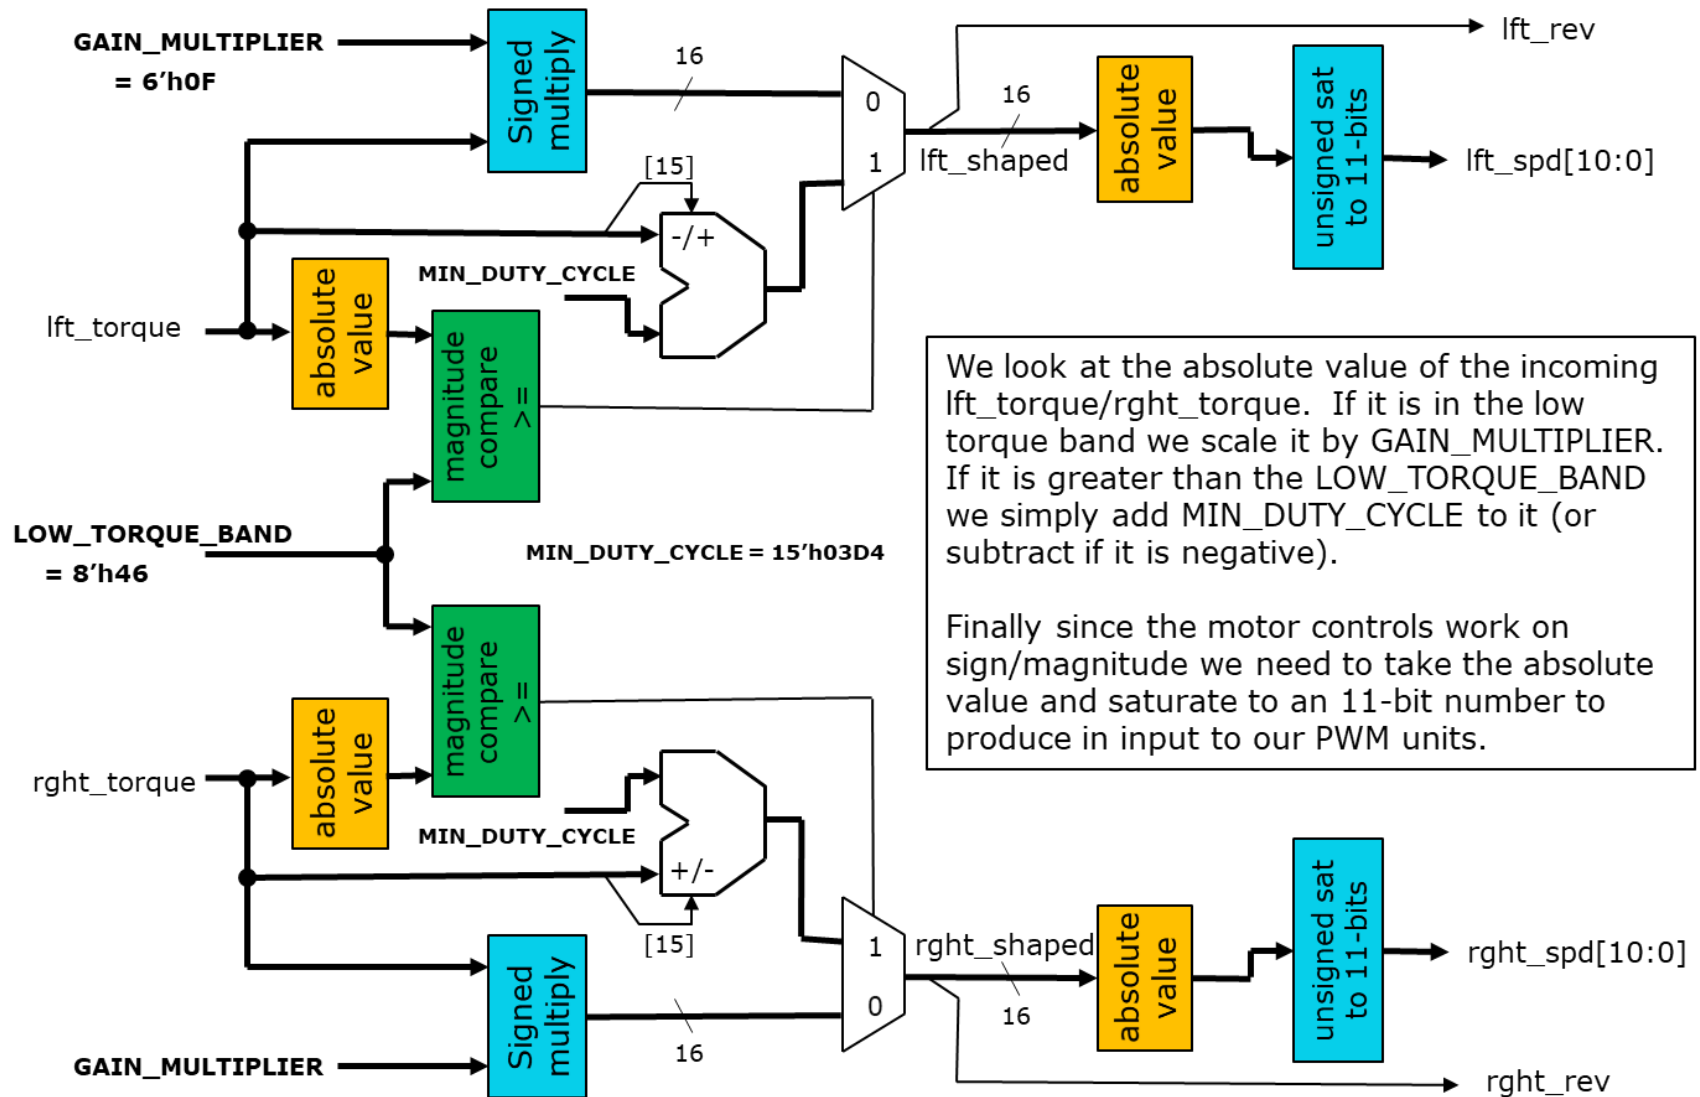 GAIN_MULTIPLIER
= 6’h0F
Signed
multiply
16
0
1
lft_rev
16
lft_shaped
absolute
value
unsigned sat
to 11-bits
lft_spd[10:0]
[15]
-/+
MIN_DUTY_CYCLE
lft_torque
absolute
value
magnitude
compare
>=
We look at the absolute value of the incoming
lft_torque/rght_torque.  If it is in the low
torque band we scale it by GAIN_MULTIPLIER.
If it is greater than the LOW_TORQUE_BAND
we simply add MIN_DUTY_CYCLE to it (or
subtract if it is negative).
Finally since the motor controls work on
sign/magnitude we need to take the absolute
value and saturate to an 11-bit number to
produce in input to our PWM units.
LOW_TORQUE_BAND
= 8’h46
MIN_DUTY_CYCLE = 15’h03D4
magnitude
compare
>=
rght_torque
absolute
value
MIN_DUTY_CYCLE
+/-
[15]
1
0
rght_shaped
16
absolute
value
unsigned sat
to 11-bits
rght_spd[10:0]
Signed
multiply
16
GAIN_MULTIPLIER
rght_rev